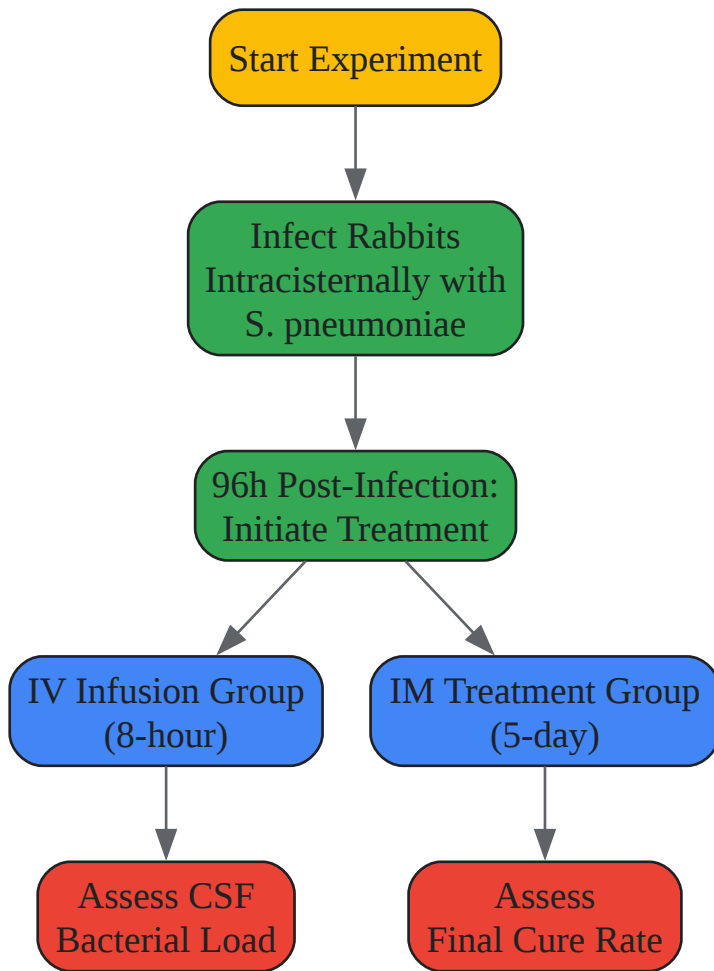 Start Experiment
Infect Rabbits
Intracisternally with
S. pneumoniae
96h Post-Infection:
Initiate Treatment
IV Infusion Group
(8-hour)
IM Treatment Group
(5-day)
Assess CSF
Bacterial Load
Assess
Final Cure Rate